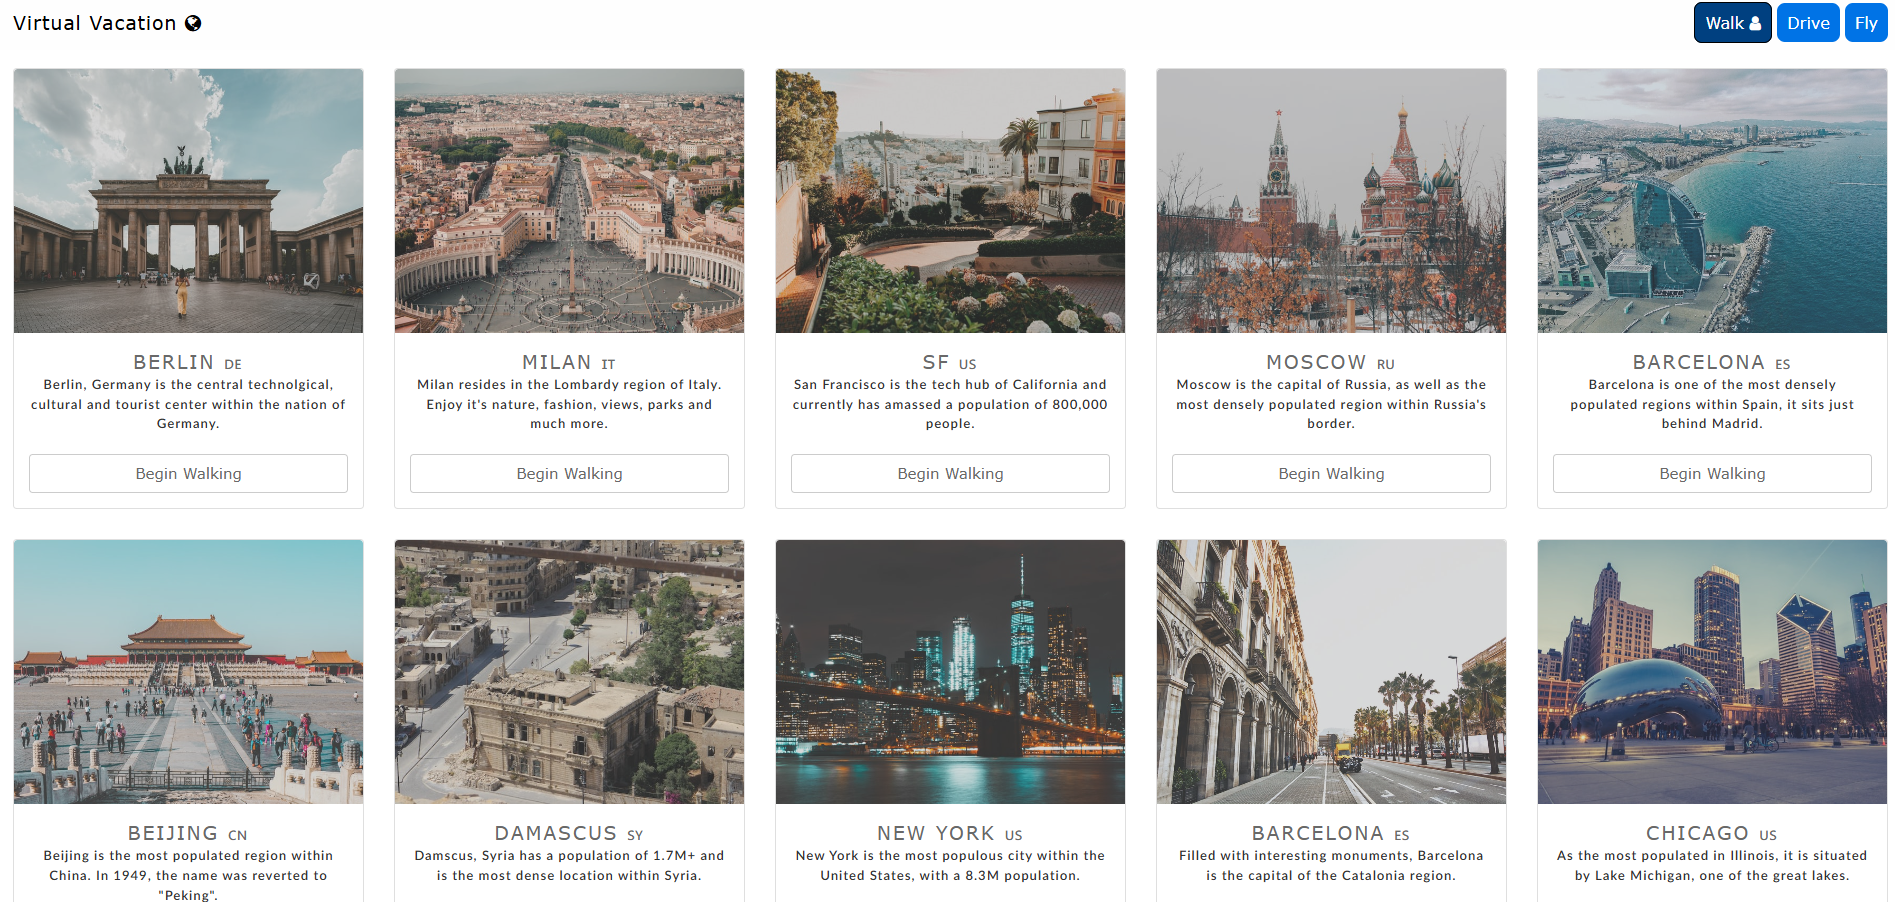 Virtual Vacation
Walk
Drive
Fly
BERLIN DE
Berlin, Germany is the central technolgical,
cultural and tourist center within the nation of
Germany.
Begin Walking
MILAN IT
Milan resides in the Lombardy region of Italy.
Enjoy it's nature, fashion, views, parks and
much more.
Begin Walking
SF US
San Francisco is the tech hub of California and
currently has amassed a population of 800,000
people.
Begin Walking
MOSCOW RU
Moscow is the capital of Russia, as well as the
most densely populated region within Russia's
border.
Begin Walking
BARCELONA ES
Barcelona is one of the most densely
populated regions within Spain, it sits just
behind Madrid.
Begin Walking
BEIJING CN
Beijing is the most populated region within
China. In 1949, the name was reverted to
"Peking".
DAMASCUS SY
Damscus, Syria has a population of 1.7M+ and
is the most dense location within Syria.
NEW YORK US
New York is the most populous city within the
United States, with a 8.3M population.
BARCELONA ES
Filled with interesting monuments, Barcelona
is the capital of the Catalonia region.
CHICAGO US
As the most populated in Illinois, it is situated
by Lake Michigan, one of the great lakes.